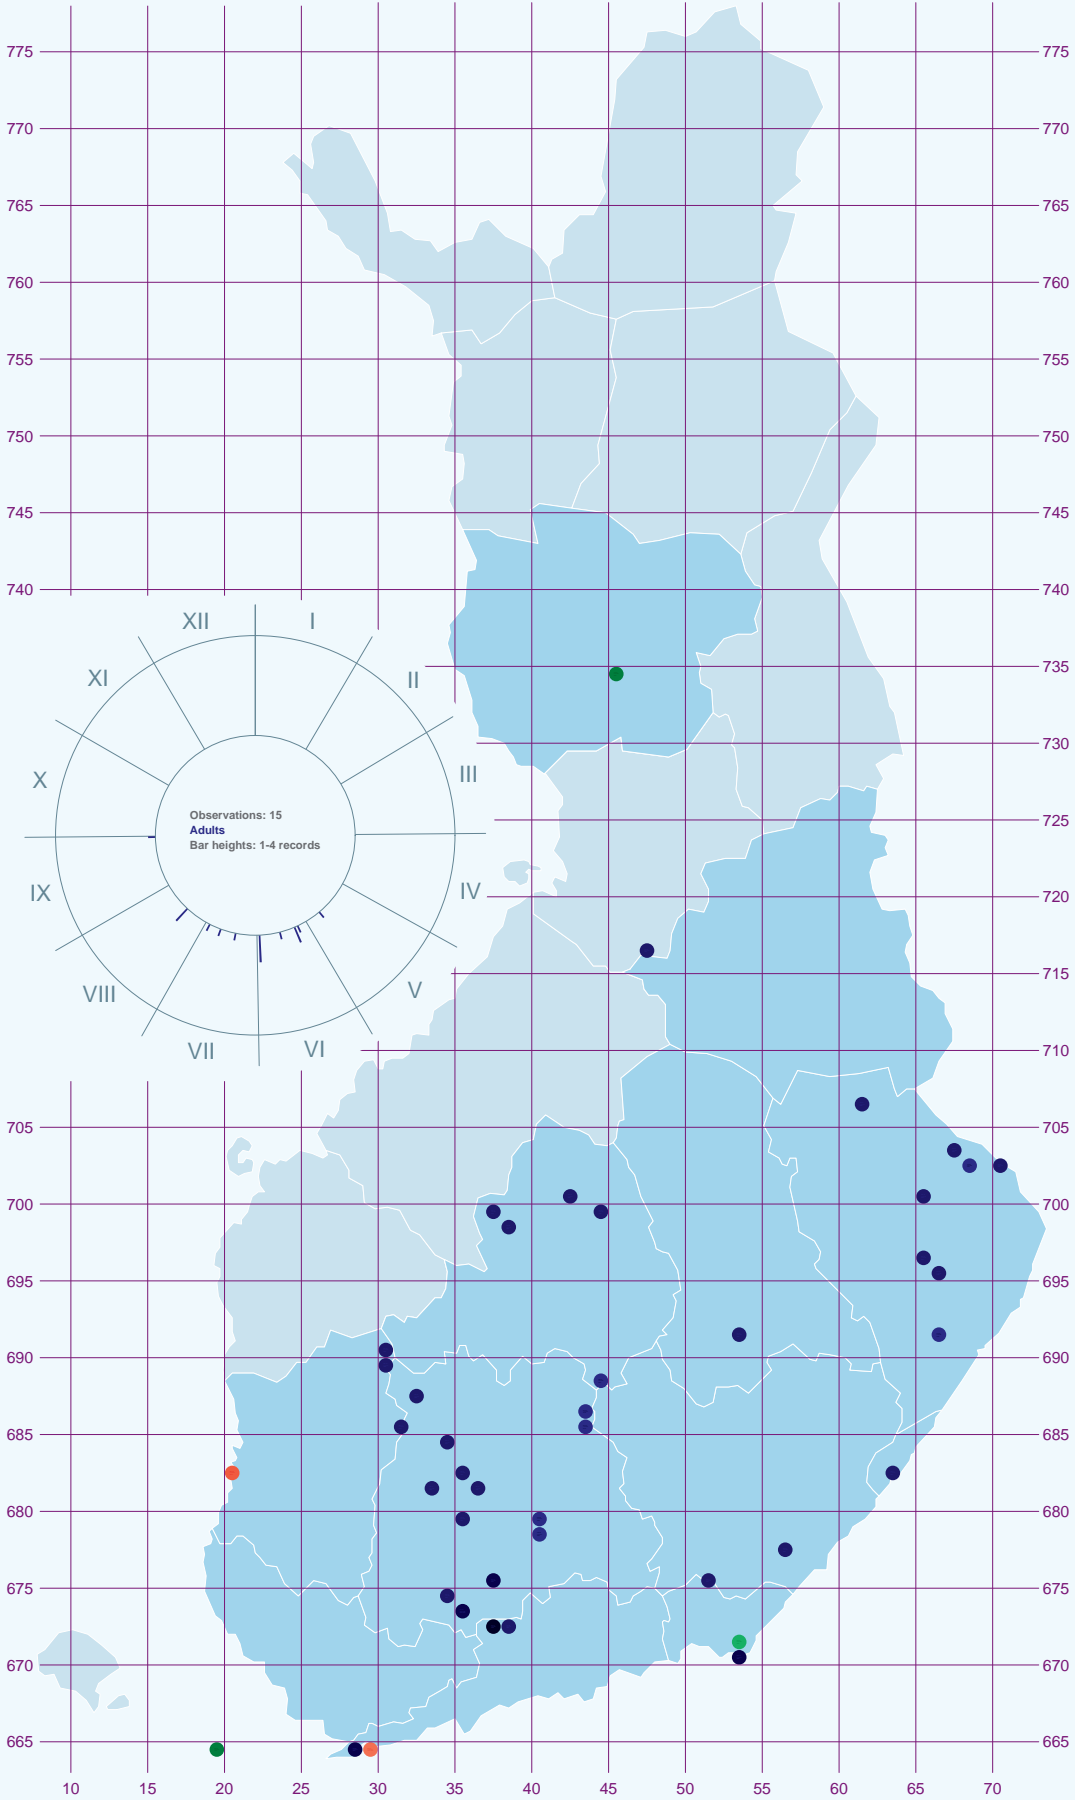 775 775
770 770
765 765
760 760
755 755
750 750
745 745
740 740
XII I
XI II
735
730
X III
Observations: 15
Adults
Bar heights: 1-4 records
725
IX IV
720
715
VIII V
VII VI
710
705 705
700 700
695 695
690 690
685 685
680 680
675 675
670 670
665 665
10 15 20 25 30 35 40 45 50 55 60 65 70